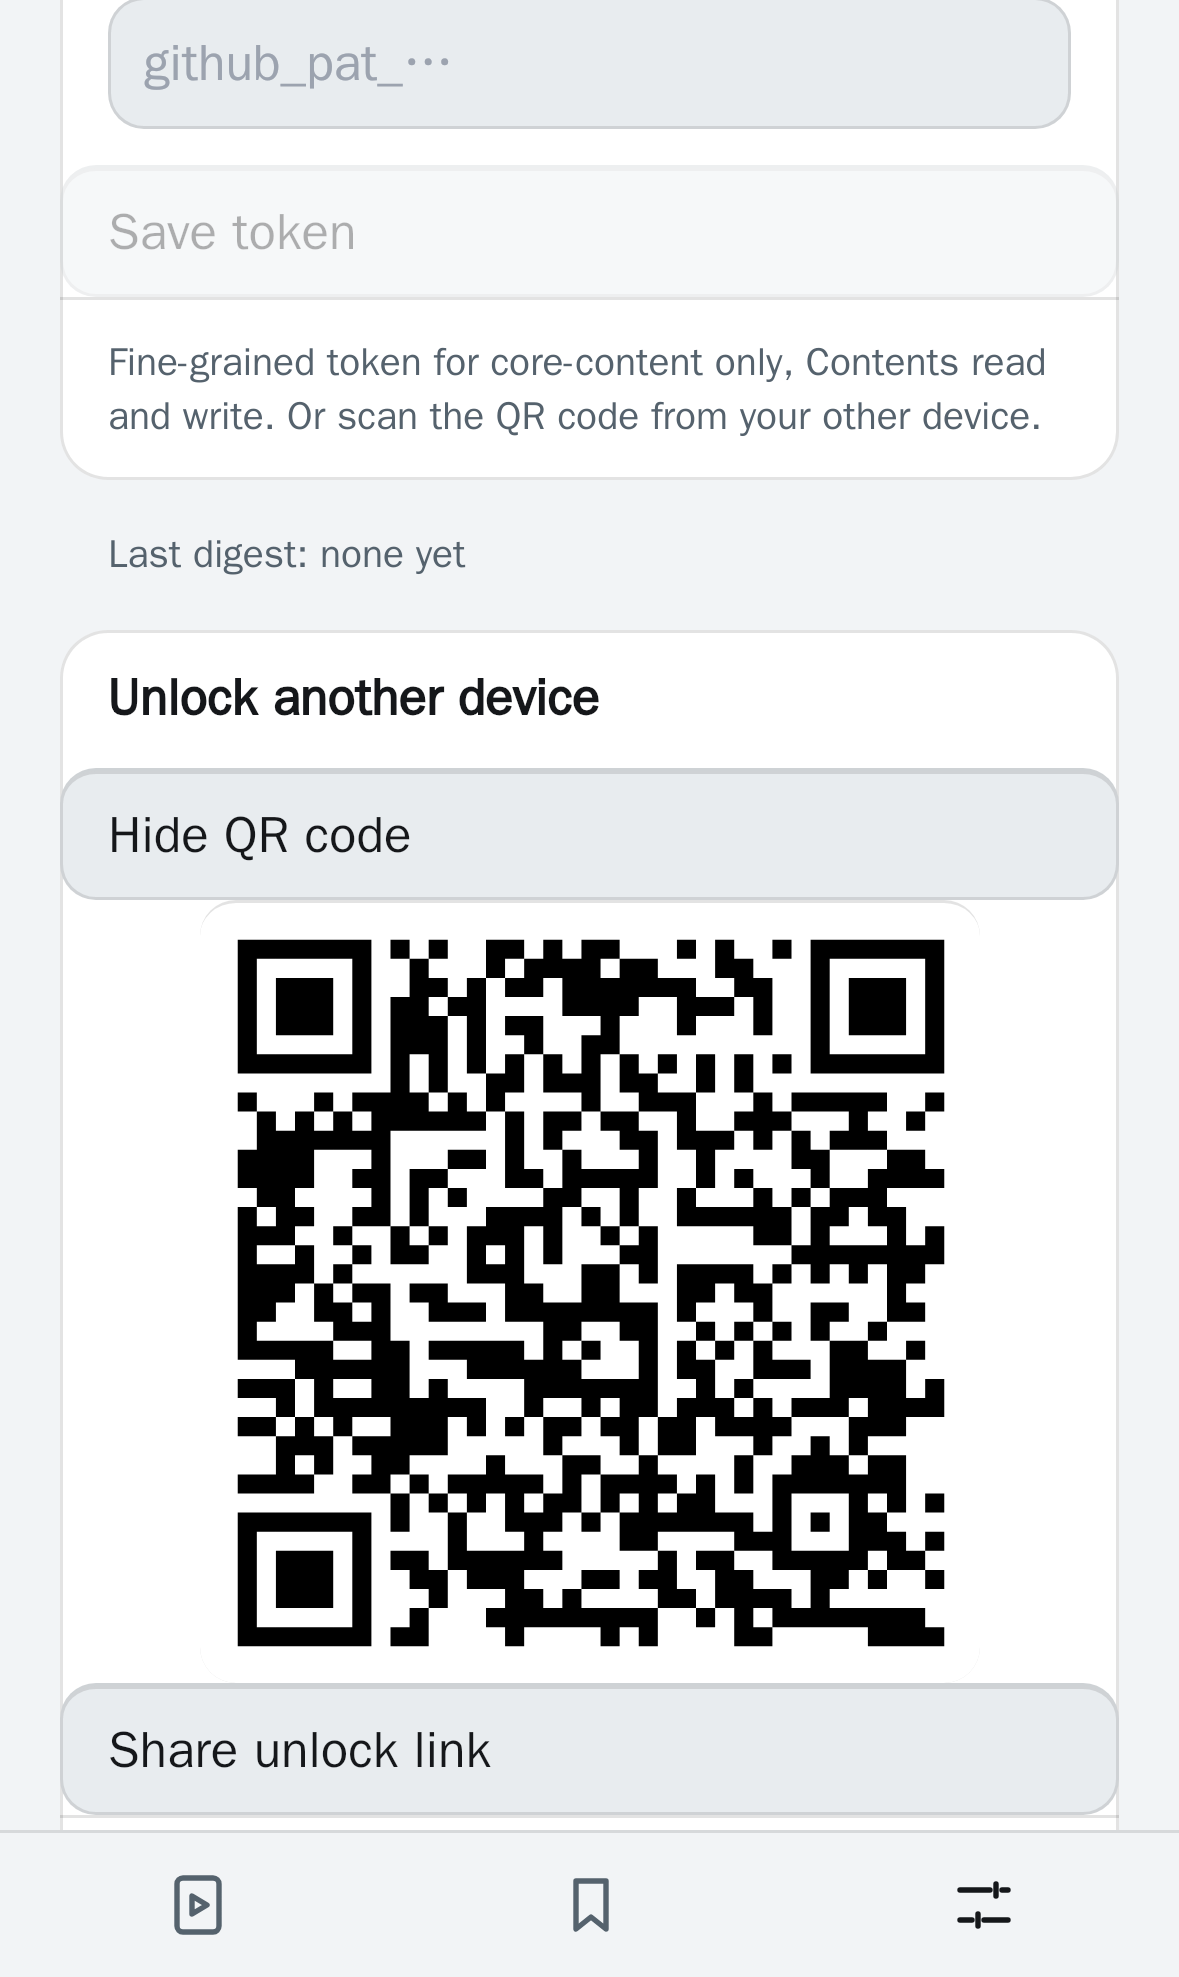 github_pat_···
Save token
Fine-grained token for core-content only, Contents read
and write. Or scan the QR code from your other device.
Last digest: none yet
Unlock another device
Hide QR code
Share unlock link